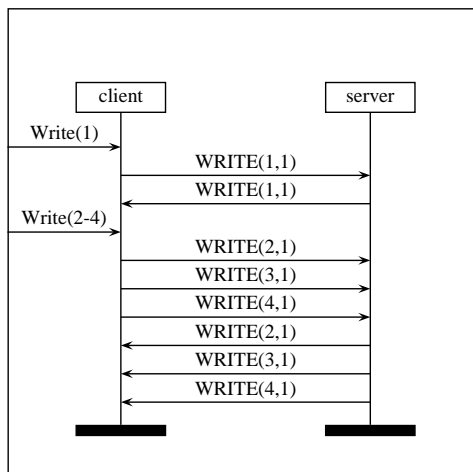 client
server
Write(1)
WRITE(1,1)
WRITE(1,1)
Write(2-4)
WRITE(2,1)
WRITE(3,1)
WRITE(4,1)
WRITE(2,1)
WRITE(3,1)
WRITE(4,1)